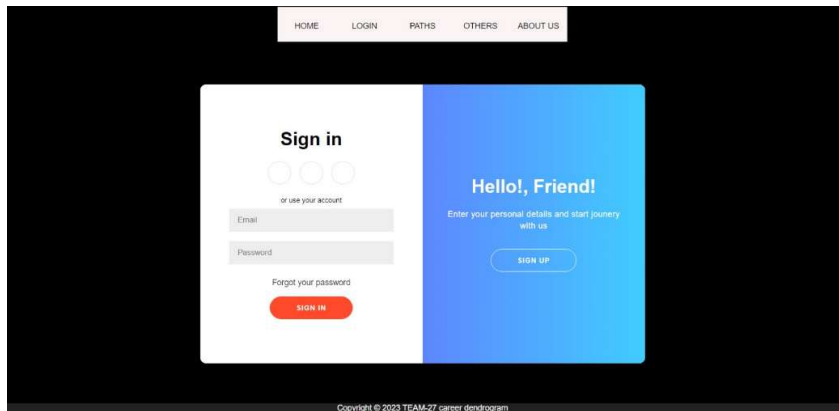 HOME LOGIN PATHS OTHERS ABOUT US
Sign in
or use your account
Email
Password
Forgot your password
SIGN IN
Hello!, Friend!
Enter your personal details and start jounery
with us
SIGN UP
Copyright © 2023 TEAM-27 career dendrogram